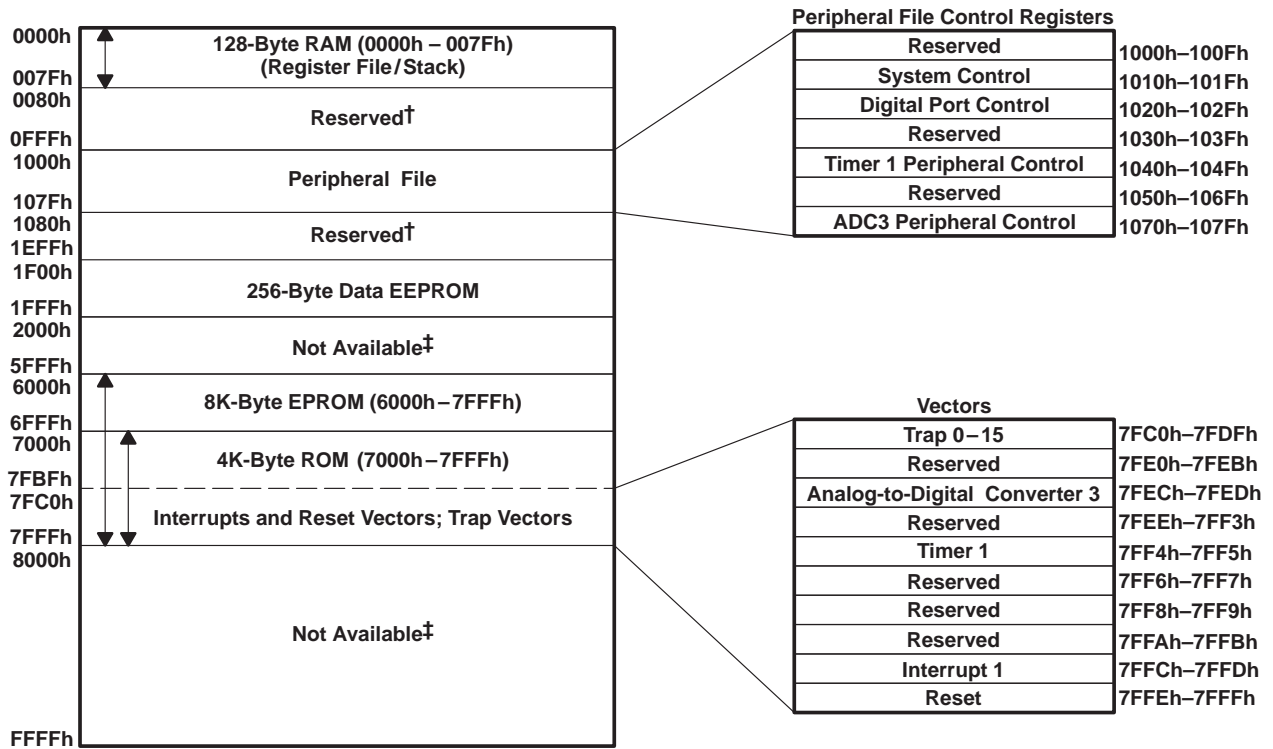 0000h
128-Byte RAM (0000h – 007Fh)
(Register File/Stack)
007Fh
0080h
Reserved†
0FFFh
1000h
Peripheral File
107Fh
1080h
Reserved†
1EFFh
1F00h
256-Byte Data EEPROM
1FFFh
2000h
Not Available‡
5FFFh
6000h
8K-Byte EPROM (6000h–7FFFh)
6FFFh
7000h
4K-Byte ROM (7000h–7FFFh)
7FBFh
7FC0h
Interrupts and Reset Vectors; Trap Vectors
7FFFh
8000h
Not Available‡
FFFFh
Peripheral File Control Registers
Reserved 1000h–100Fh
System Control 1010h–101Fh
Digital Port Control 1020h–102Fh
Reserved 1030h–103Fh
Timer 1 Peripheral Control 1040h–104Fh
Reserved 1050h–106Fh
ADC3 Peripheral Control 1070h–107Fh
Vectors
Trap 0–15 7FC0h–7FDFh
Reserved 7FE0h–7FEBh
Analog-to-Digital Converter 3 7FECh–7FEDh
Reserved 7FEEh–7FF3h
Timer 1 7FF4h–7FF5h
Reserved 7FF6h–7FF7h
Reserved 7FF8h–7FF9h
Reserved 7FFAh–7FFBh
Interrupt 1 7FFCh–7FFDh
Reset 7FFEh–7FFFh